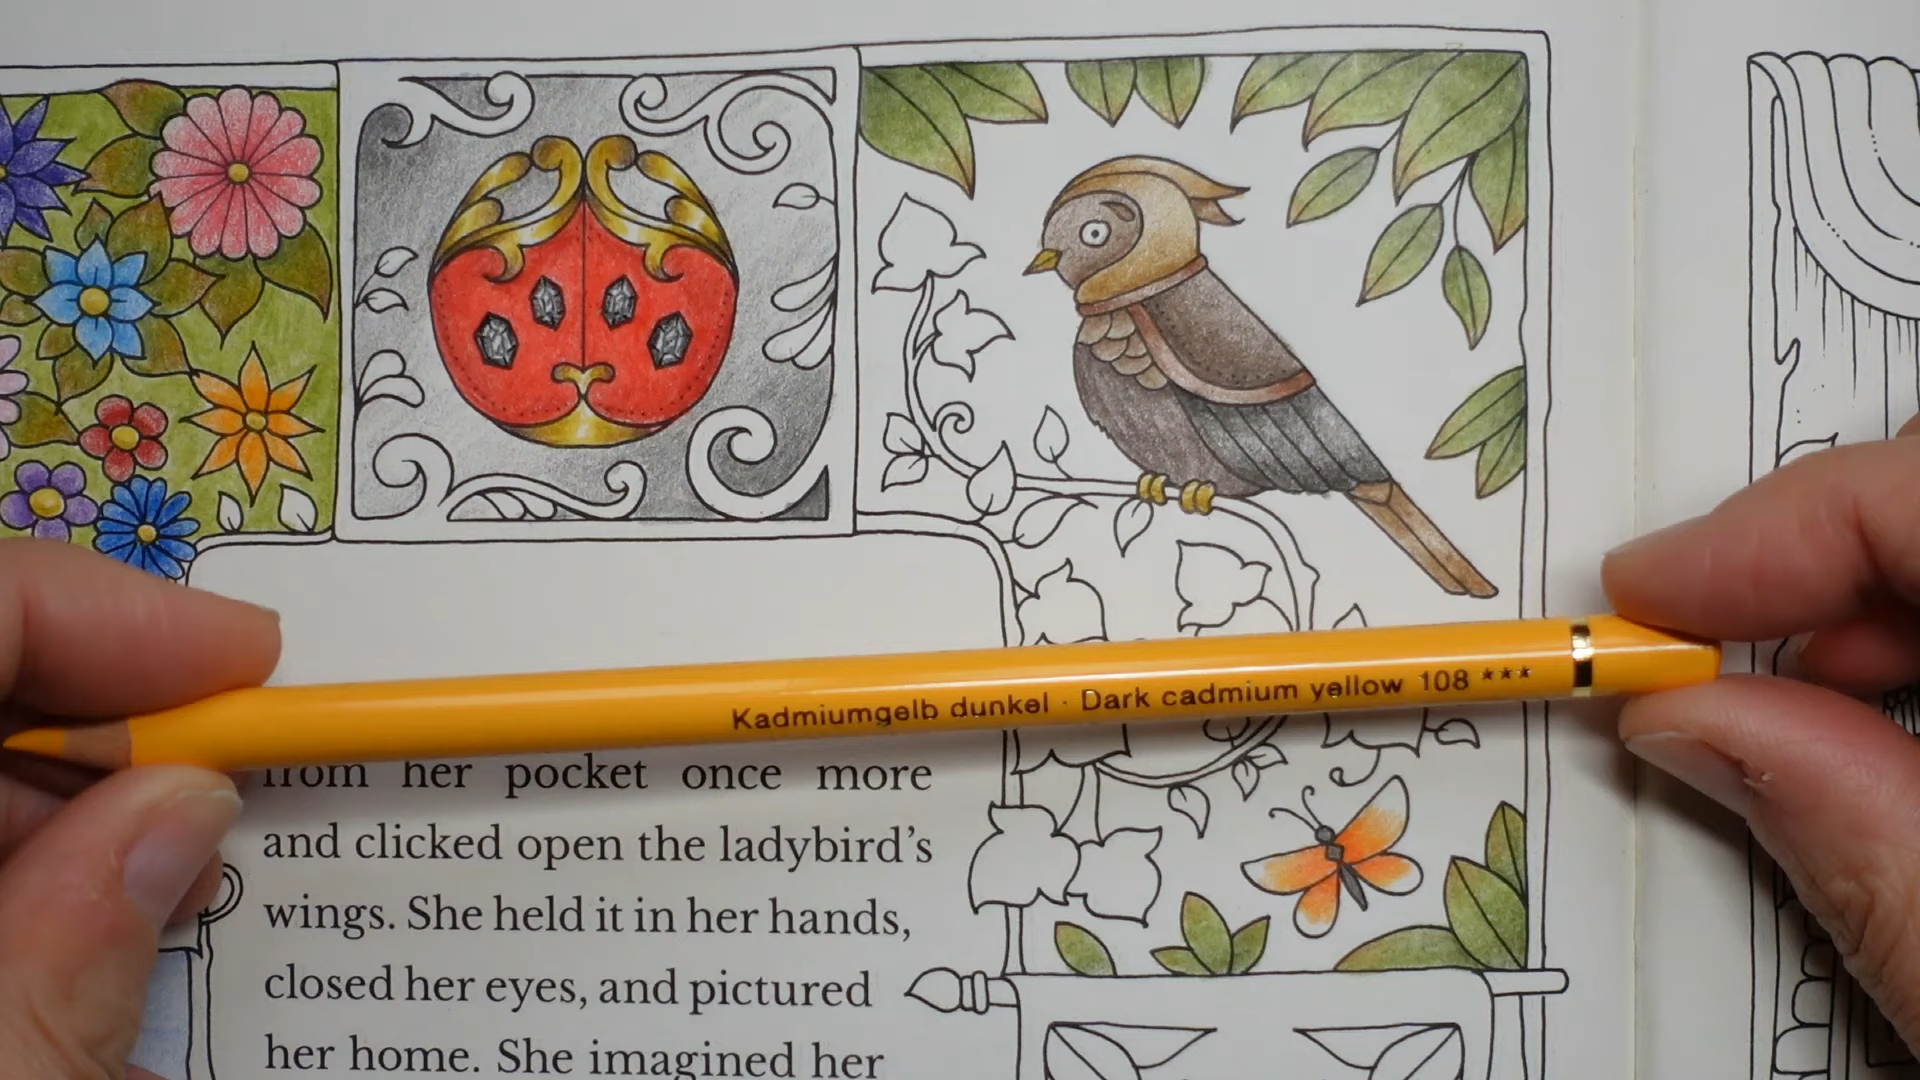 Kadmiumgelb dunkel · Dark cadmium yellow 108 ***
from her pocket once more
and clicked open the ladybird's
wings. She held it in her hands,
closed her eyes, and pictured
her home. She imagined her